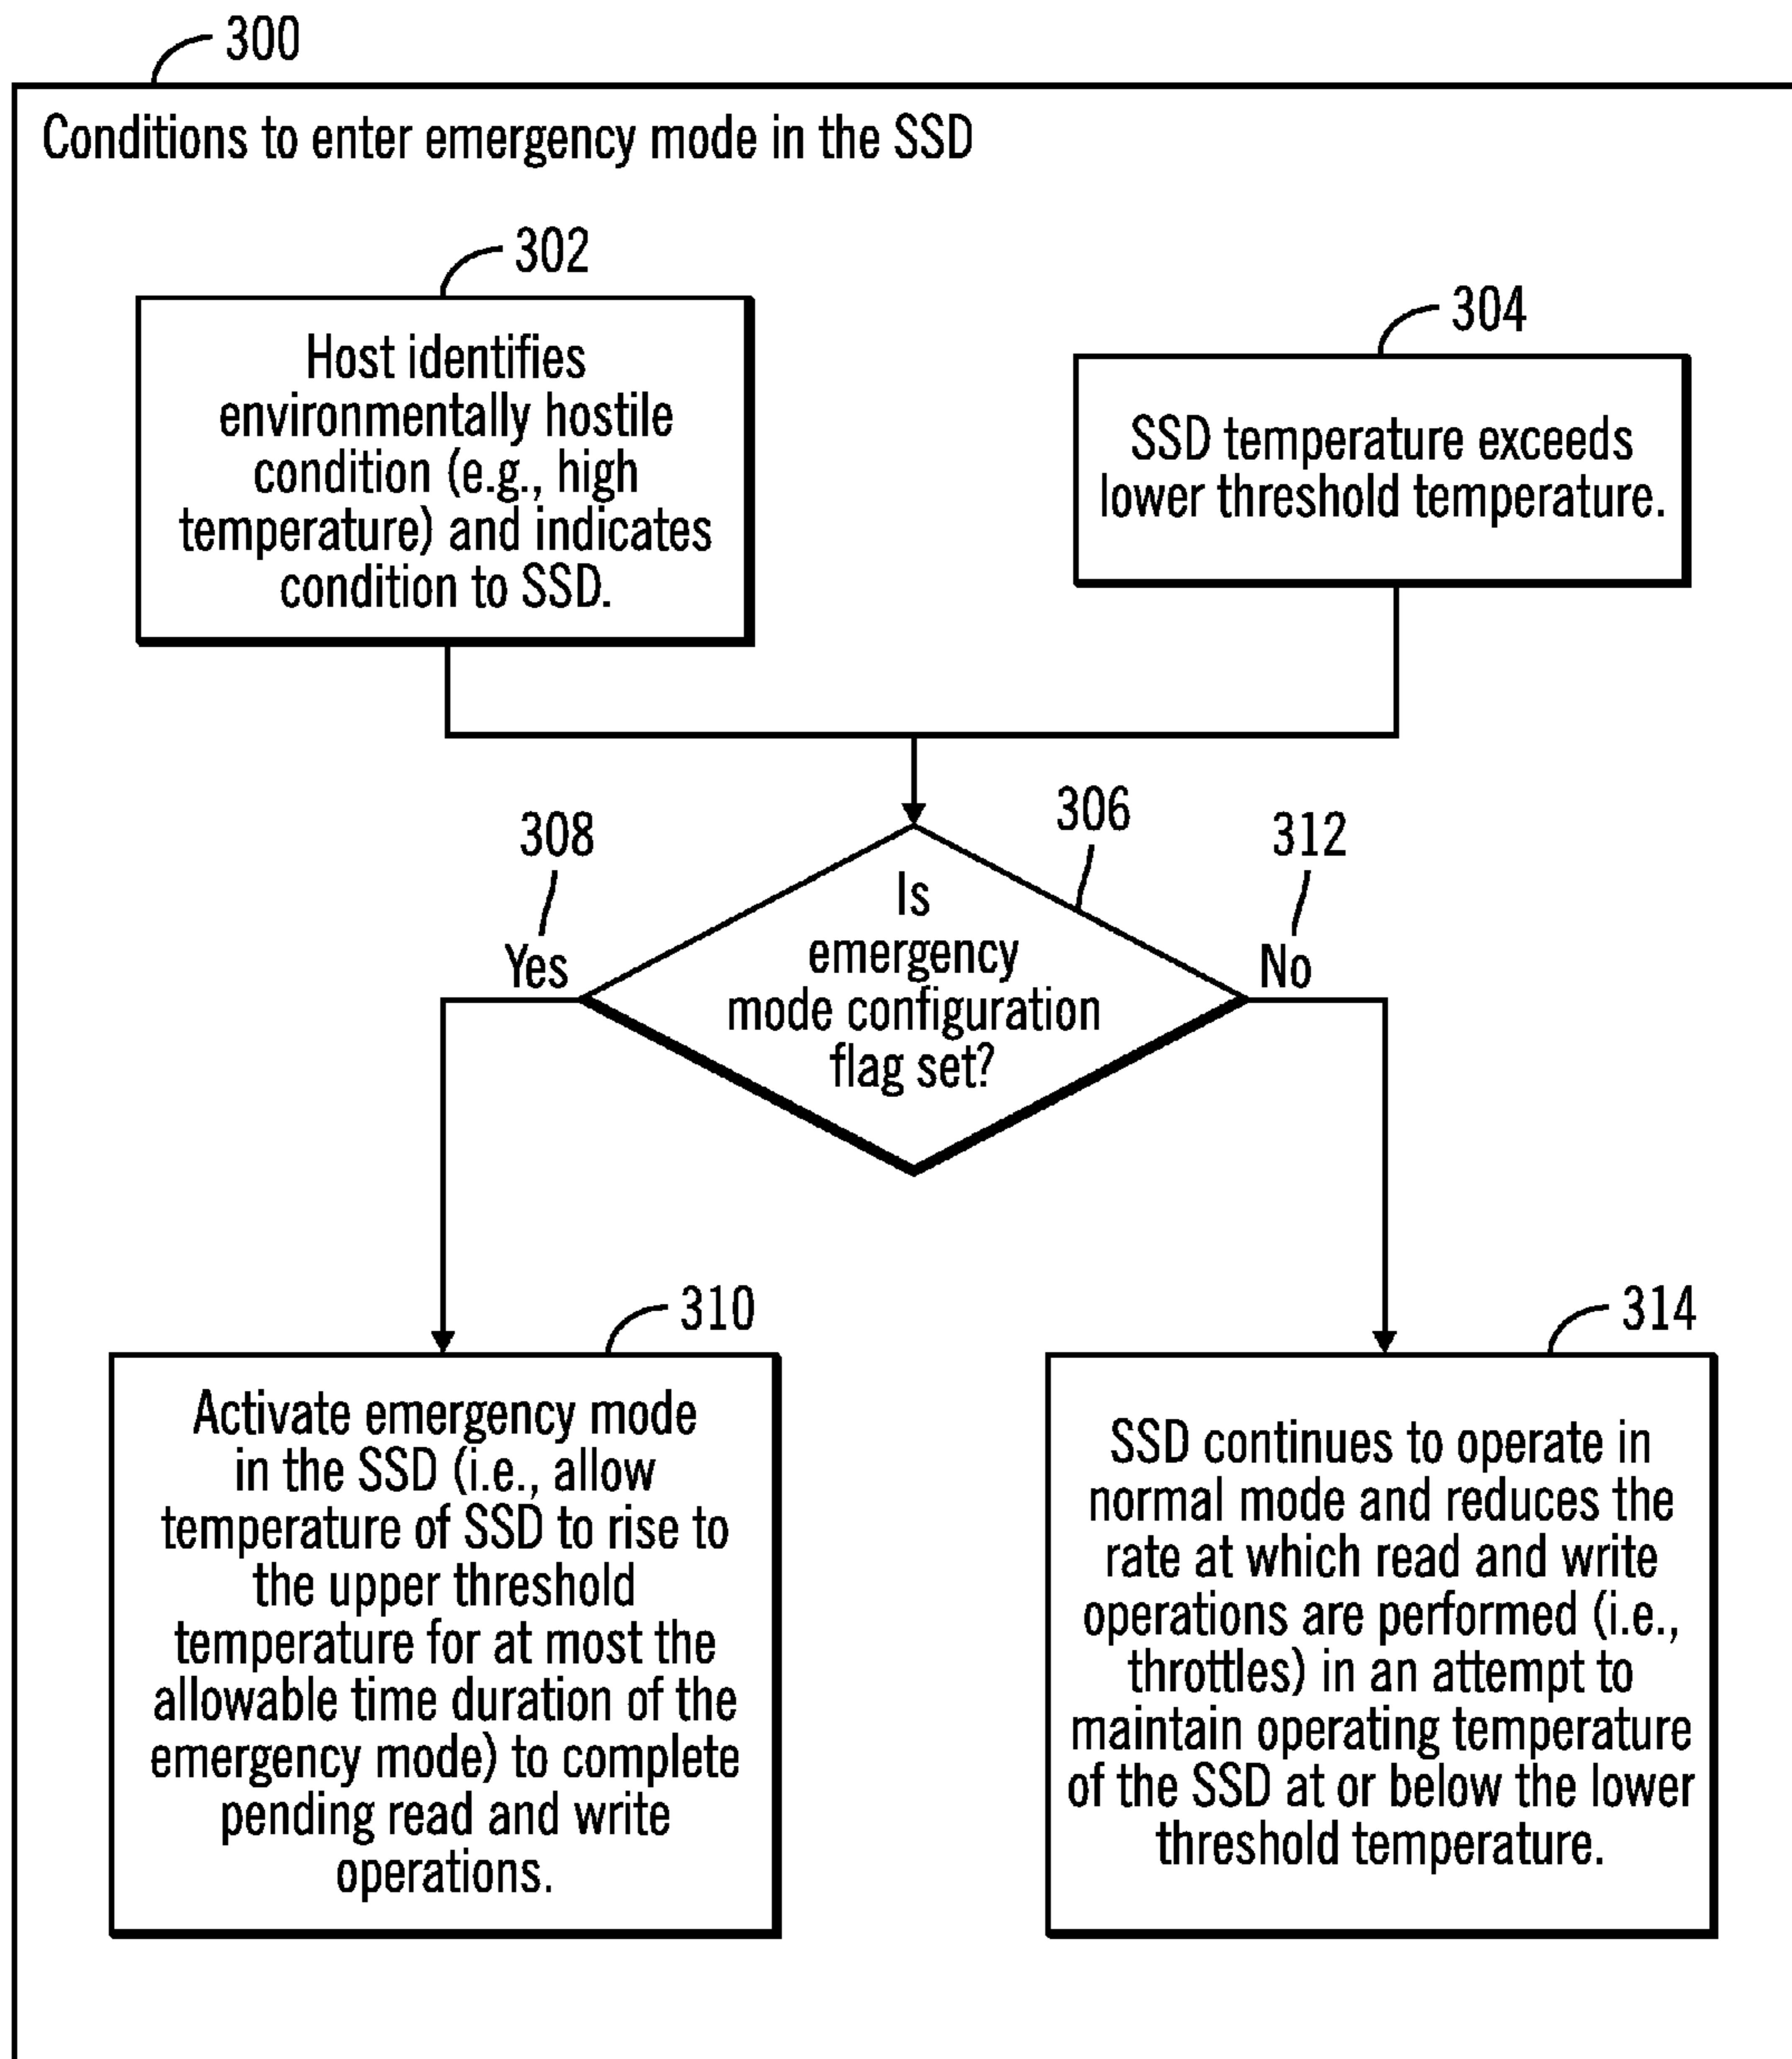 300
Conditions to enter emergency mode in the SSD
302
Host identifies
environmentally hostile
condition (e.g., high
temperature) and indicates
condition to SSD.
304
SSD temperature exceeds
lower threshold temperature.
306
Is
emergency
mode configuration
flag set?
308
Yes
312
No
310
Activate emergency mode
in the SSD (i.e., allow
temperature of SSD to rise to
the upper threshold
temperature for at most the
allowable time duration of the
emergency mode) to complete
pending read and write
operations.
314
SSD continues to operate in
normal mode and reduces the
rate at which read and write
operations are performed (i.e.,
throttles) in an attempt to
maintain operating temperature
of the SSD at or below the lower
threshold temperature.